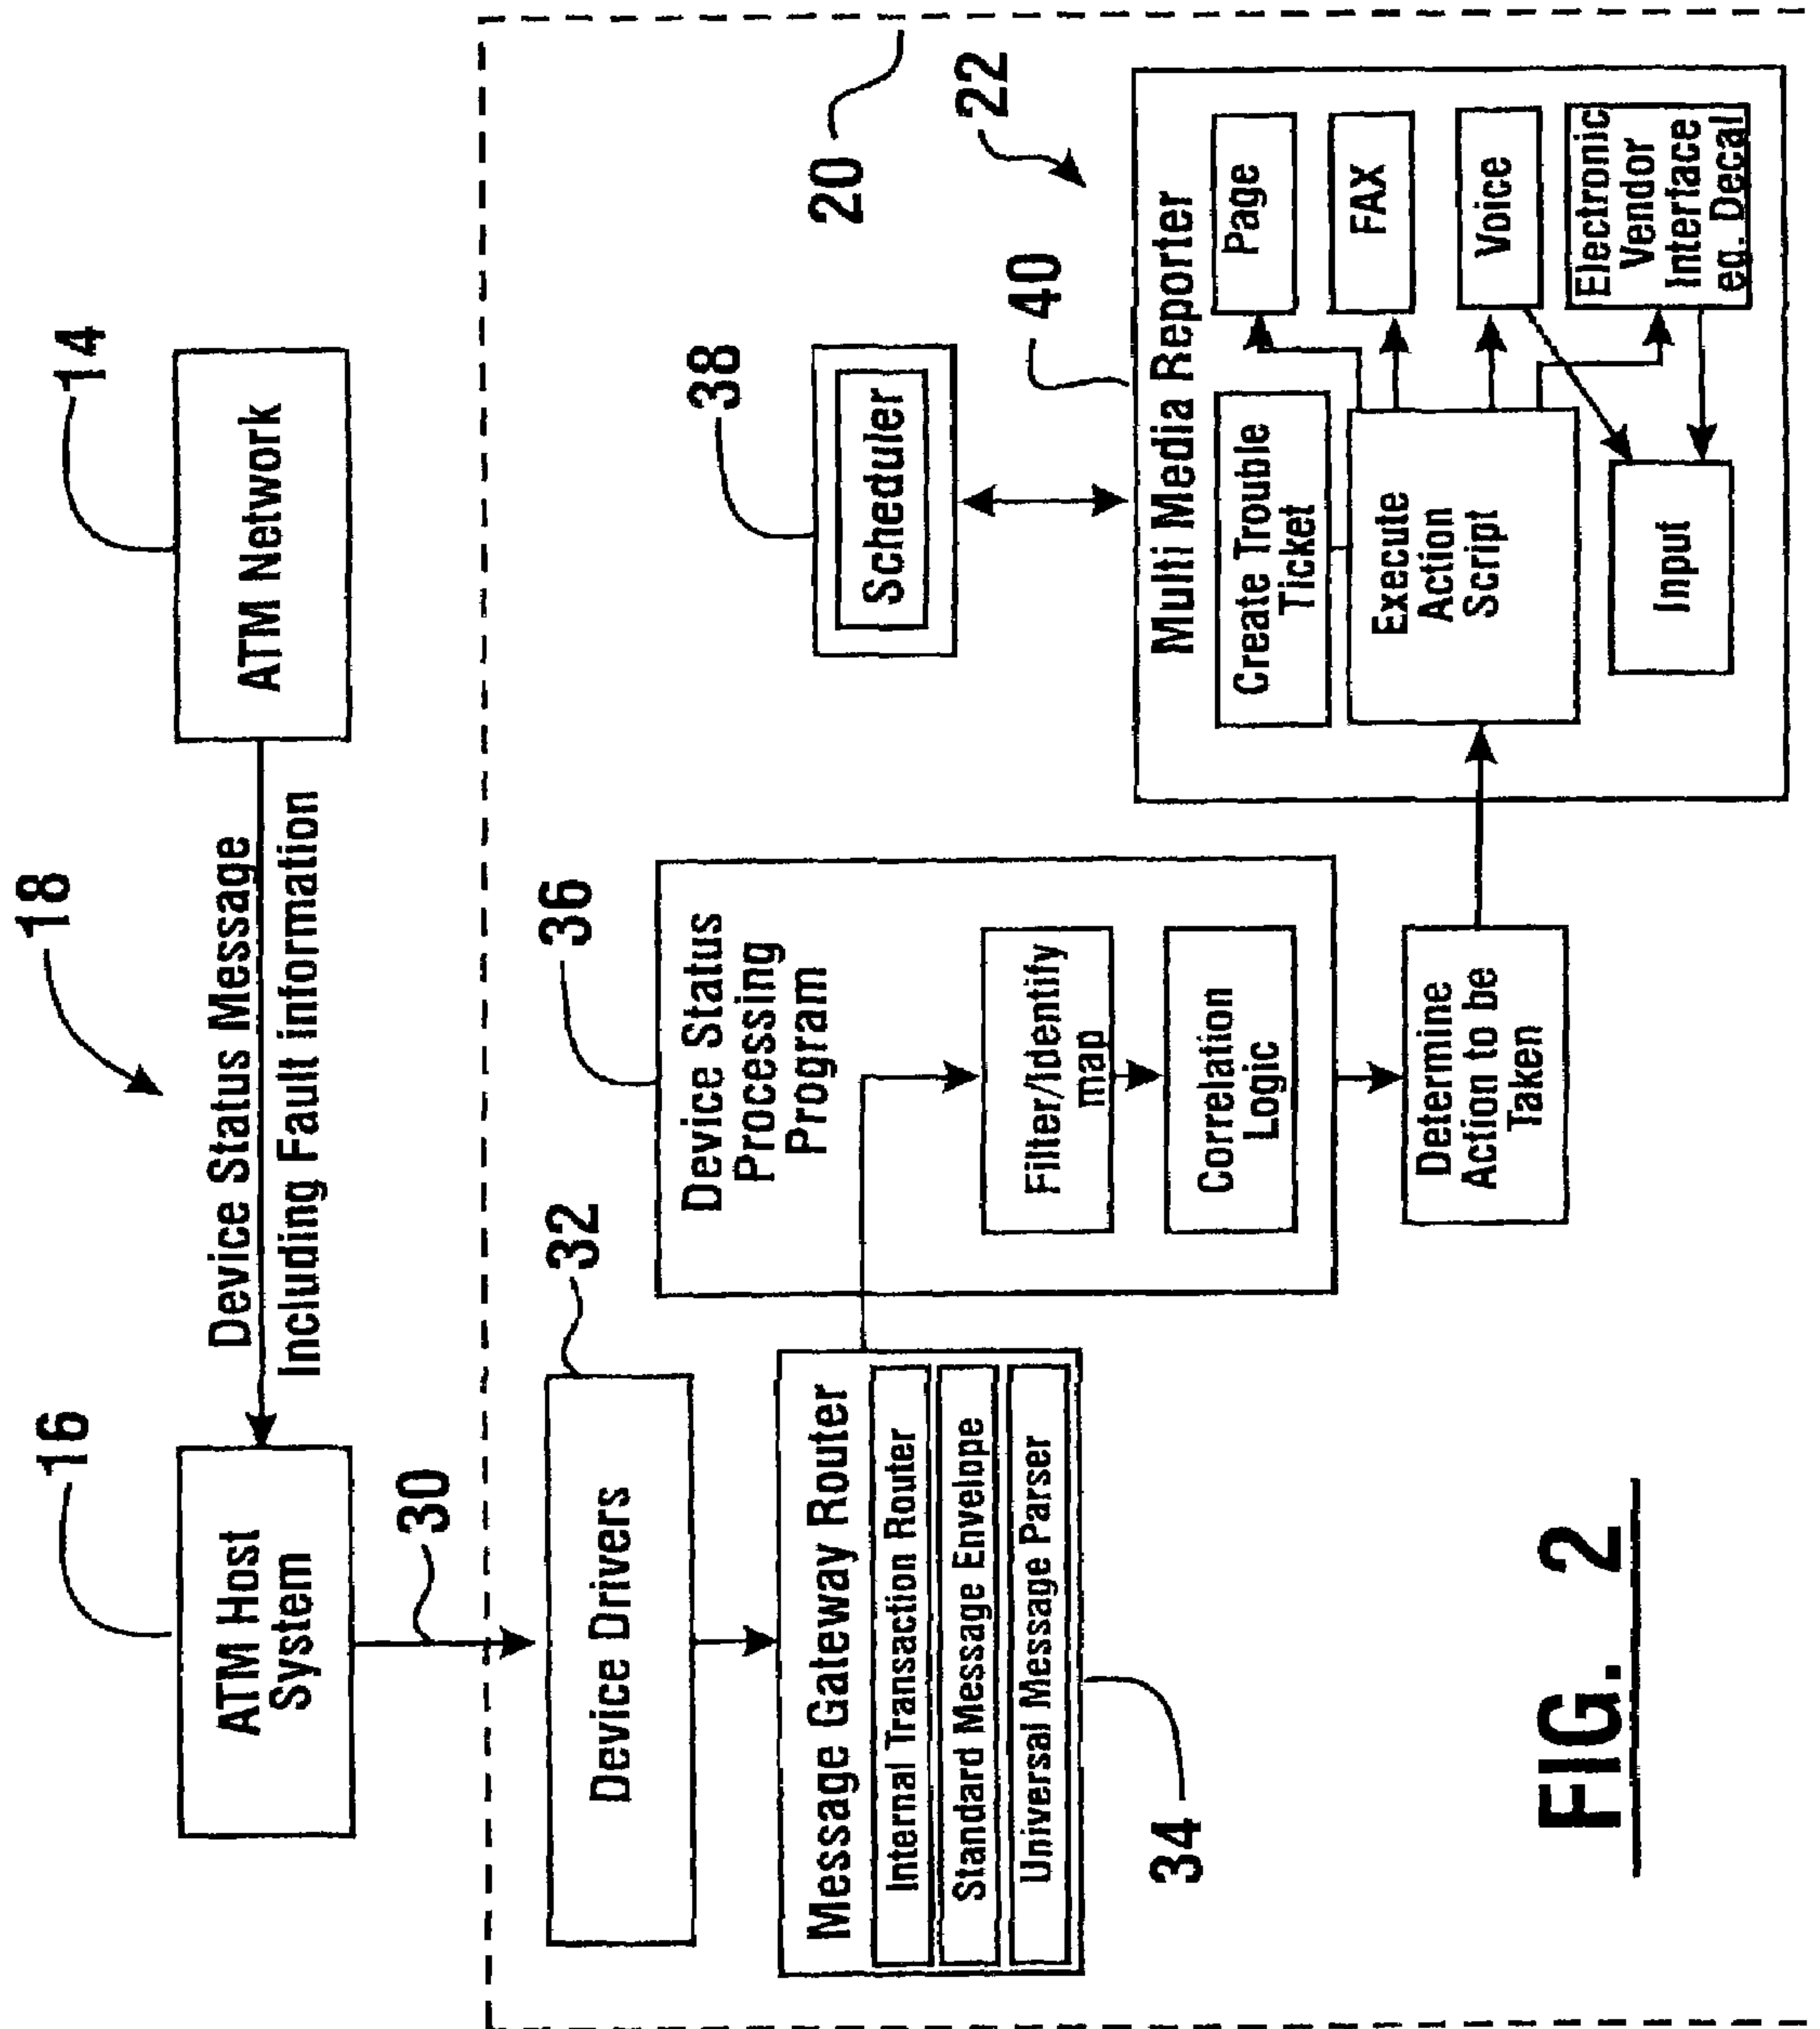 18
16
14
Device Status Message
Including Fault information
ATM Host
System
ATM Network
30
20
32
36
38
22
40
Device Drivers
Message Gateway Router
Internal Transaction Router
Standard Message Envelope
Universal Message Parser
34
Device Status
Processing
Program
Filter/Identify
map
Correlation
Logic
Determine
Action to be
Taken
Scheduler
Multi Media Reporter
Create Trouble
Ticket
Execute
Action
Script
Input
Page
FAX
Voice
Electronic
Vendor
Interface
eg. Decal
FIG. 2